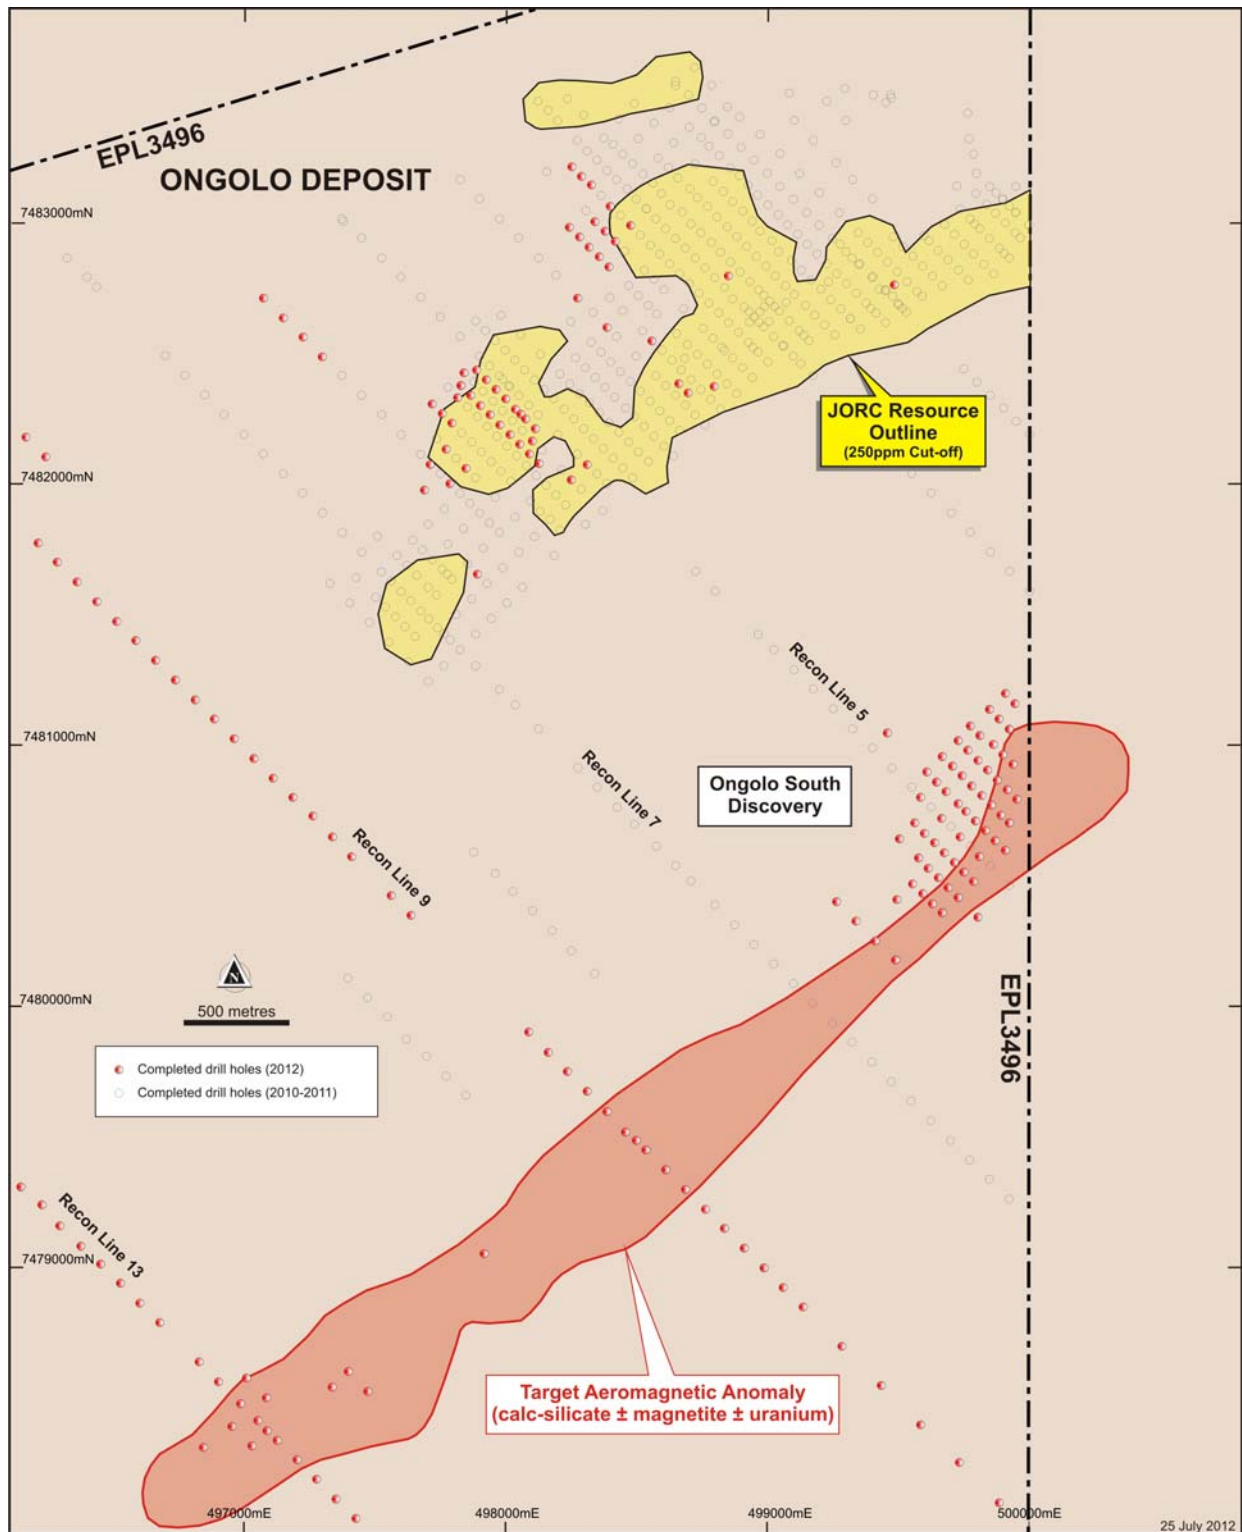 EPL3496
ONGOLO DEPOSIT
7483000mN
JORC Resource
Outline
(250ppm Cut-off)
7482000mN
Recon Line 5
7481000mN
Recon Line 7
Ongolo South
Discovery
Recon Line 9
N
7480000mN
500 metres
EPL3496
Completed drill holes (2012)
Completed drill holes (2010-2011)
Recon Line 13
7479000mN
Target Aeromagnetic Anomaly
(calc-silicate ± magnetite ± uranium)
497000mE
498000mE
499000mE
500000mE
25 July 2012